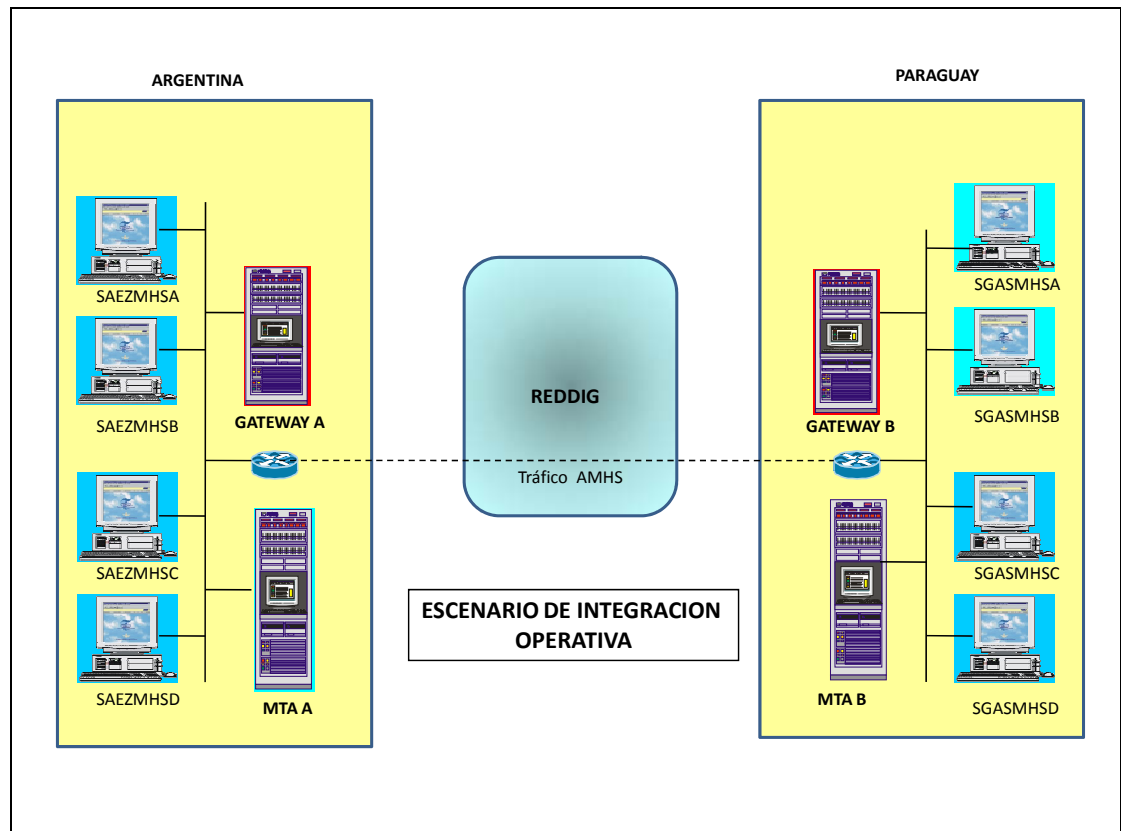 ARGENTINA
PARAGUAY
SAEZMHSA
SAEZMHSB
SAEZMHSC
SAEZMHSD
GATEWAY A
MTA A
REDDIG
Tráfico AMHS
ESCENARIO DE INTEGRACION
OPERATIVA
GATEWAY B
MTA B
SGASMHSA
SGASMHSB
SGASMHSC
SGASMHSD